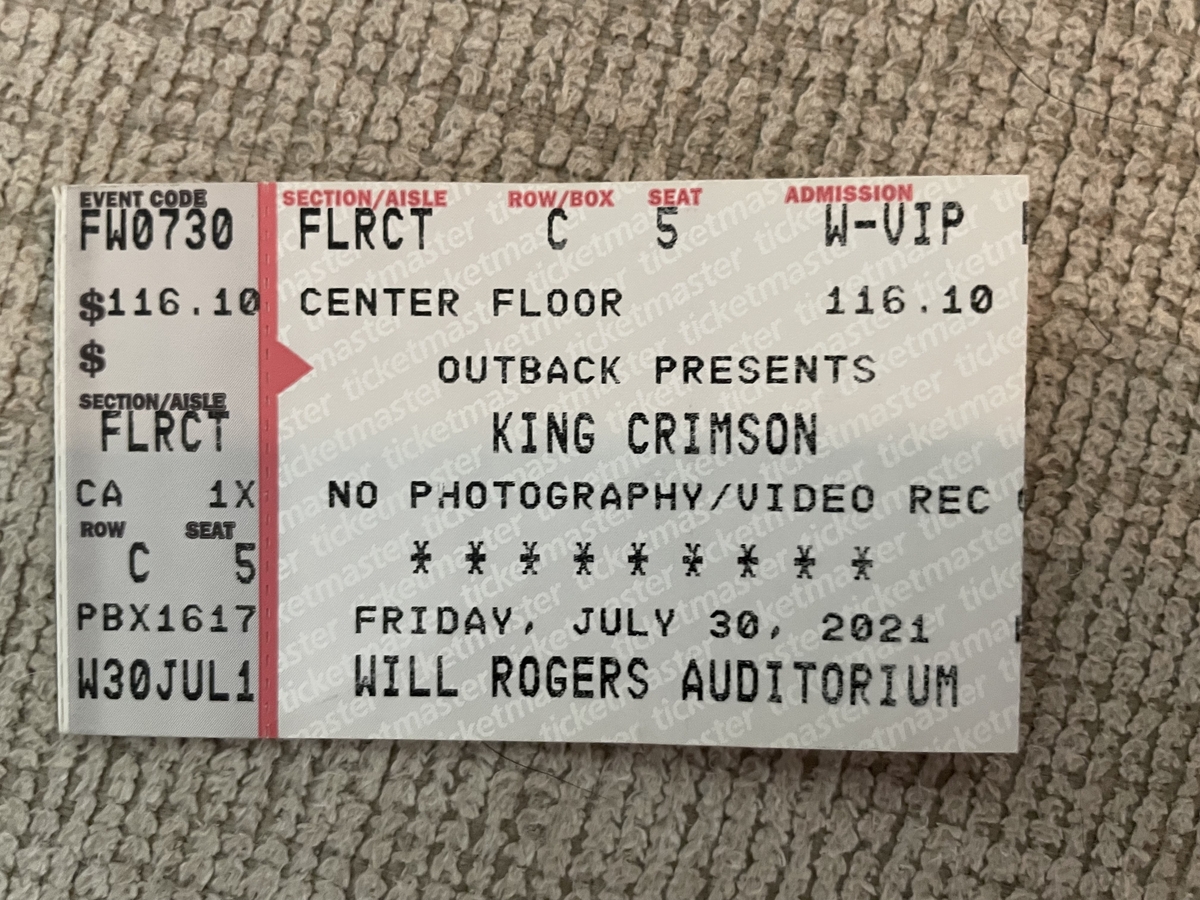 EVENT CODE
FW0730
$116.10
$
SECTION/AISLE
FLRCT
CA 1X
ROW SEAT
C 5
PBX1617
W30JUL1
SECTION/AISLE ROW/BOX SEAT ADMISSION
FLRCT C 5 W-VIP
CENTER FLOOR 116.10
OUTBACK PRESENTS
KING CRIMSON
NO PHOTOGRAPHY/VIDEO REC
* * * * * * * * *
FRIDAY, JULY 30, 2021
WILL ROGERS AUDITORIUM
ticketmaster